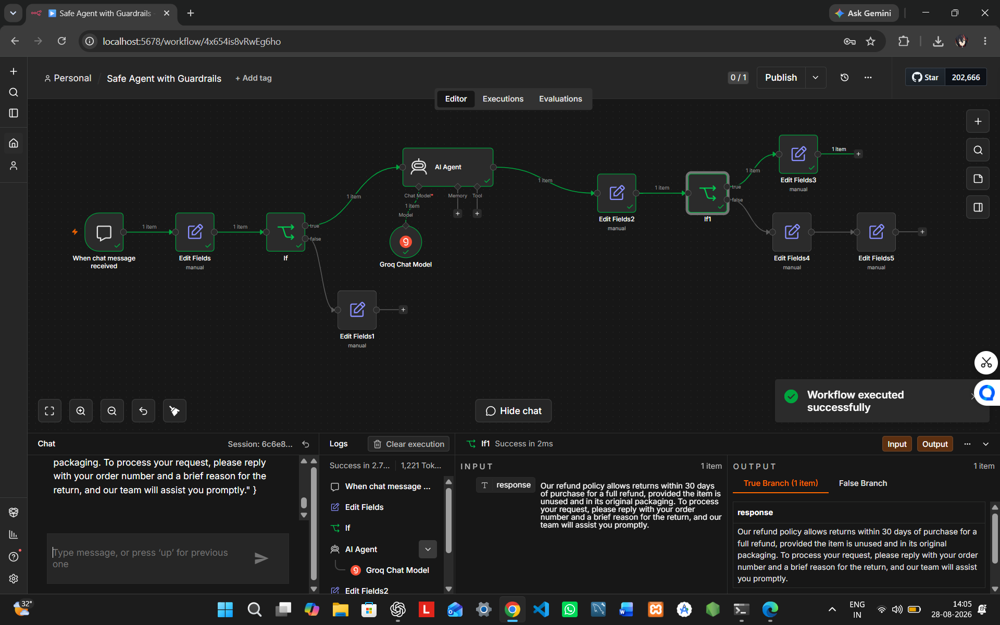 Safe Agent with Guardrails
Ask Gemini
localhost:5678/workflow/4x654is8vRwEg6ho
Personal / Safe Agent with Guardrails + Add tag
0 / 1
Publish
Star 202,666
Editor Executions Evaluations
When chat message
received
1 item
Edit Fields
manual
1 item
If
true
false
1 item
AI Agent
Chat Model*
Memory
Tool
1 item
Model
Groq Chat Model
Edit Fields1
manual
1 item
Edit Fields2
manual
1 item
If1
true
false
1 item
Edit Fields3
manual
1 item
Edit Fields4
manual
Edit Fields5
manual
Hide chat
Workflow executed
successfully
Chat
Session: 6c6e8...
packaging. To process your request, please reply
with your order number and a brief reason for the
return, and our team will assist you promptly." }
Type message, or press ‘up’ for previous
one
Logs
Clear execution
Success in 2.7... 1,221 Tok...
When chat message ...
Edit Fields
If
AI Agent
Groq Chat Model
Edit Fields2
If1 Success in 2ms
Input Output
INPUT
1 item
T response
Our refund policy allows returns within 30 days
of purchase for a full refund, provided the item is
unused and in its original packaging. To process
your request, please reply with your order
number and a brief reason for the return, and our
team will assist you promptly.
OUTPUT
1 item
True Branch (1 item) False Branch
response
Our refund policy allows returns within 30 days of purchase for a
full refund, provided the item is unused and in its original
packaging. To process your request, please reply with your order
number and a brief reason for the return, and our team will assist
you promptly.
32°
ENG
IN
14:05
28-08-2026